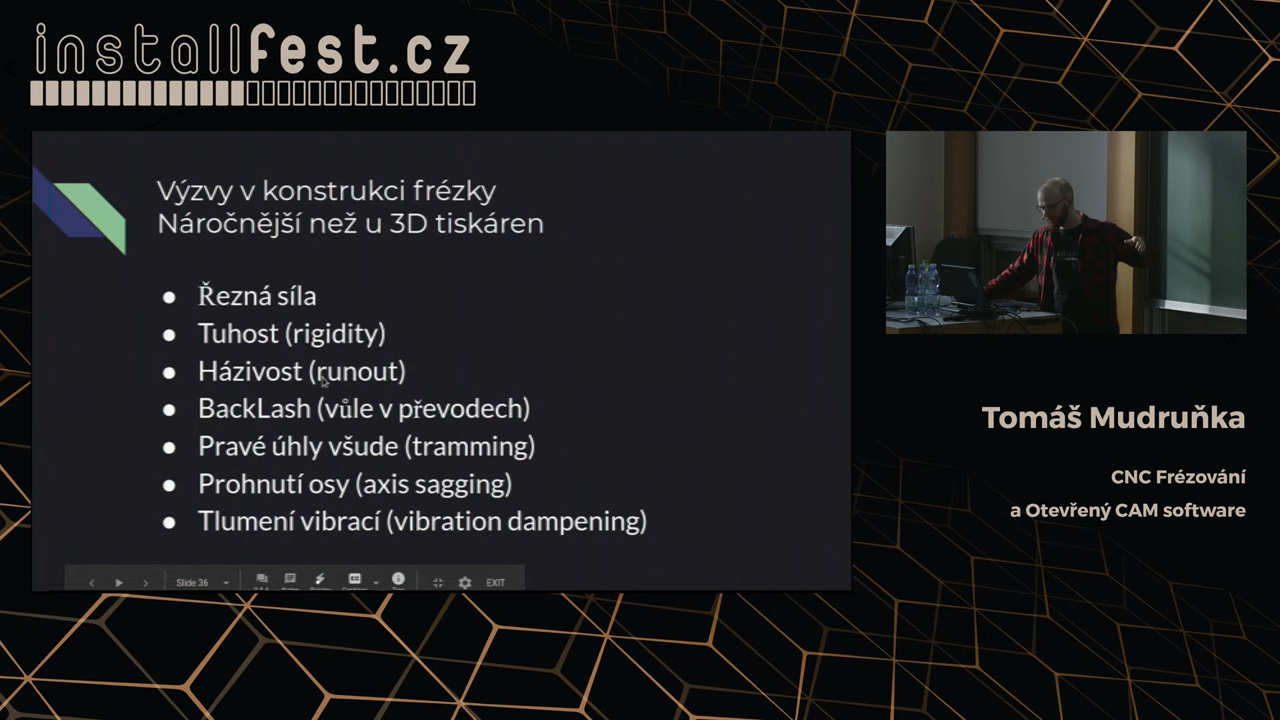 installfest.cz
Výzvy v konstrukci frézky
Náročnější než u 3D tiskáren
● Řezná síla
● Tuhost (rigidity)
● Házivost (runout)
● BackLash (vůle v převodech)
● Pravé úhly všude (tramming)
● Prohnutí osy (axis sagging)
● Tlumení vibrací (vibration dampening)
Slide 36
EXIT
Tomáš Mudruňka
CNC Frézování
a Otevřený CAM software